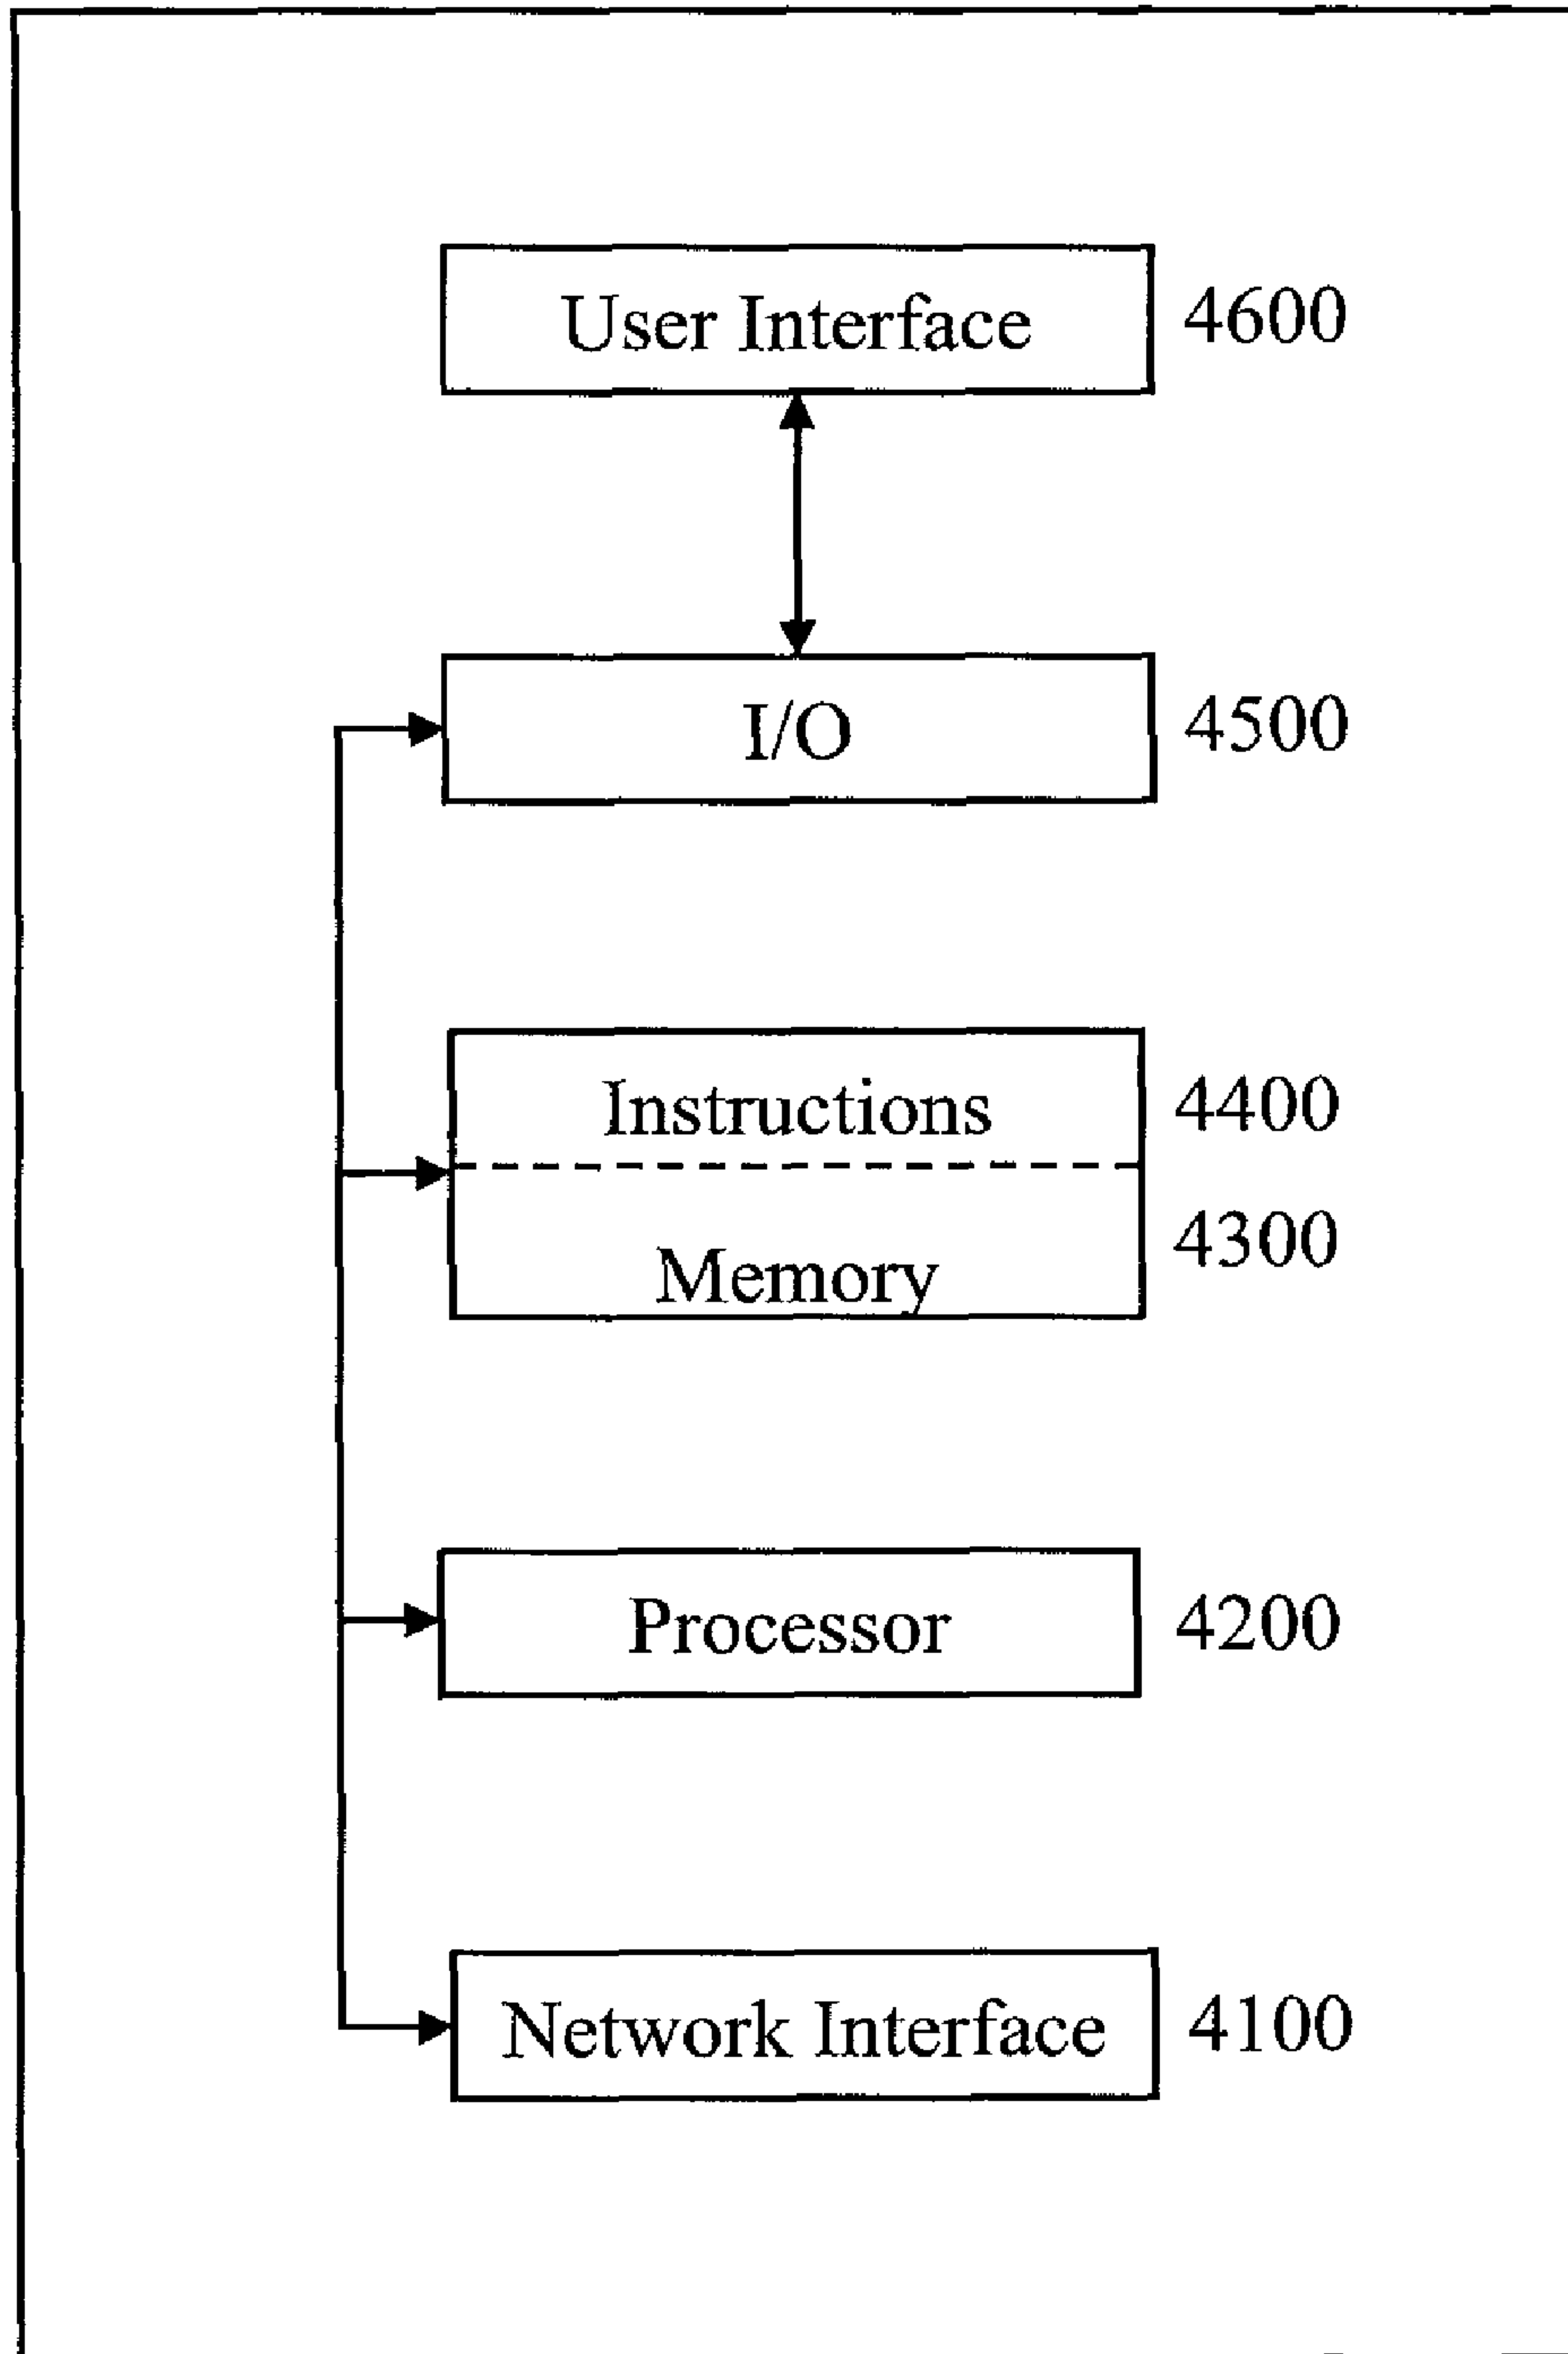 User Interface 4600
I/O 4500
Instructions 4400
Memory 4300
Processor 4200
Network Interface 4100